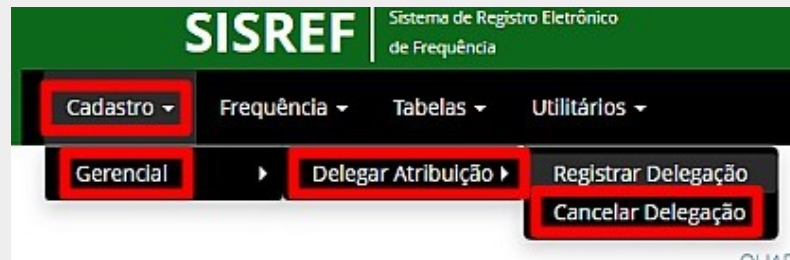 SISREF
Sistema de Registro Eletrônico
de Frequência
Cadastro
Frequência
Tabelas
Utilitários
Gerencial
Delegar Atribuição
Registrar Delegação
Cancelar Delegação